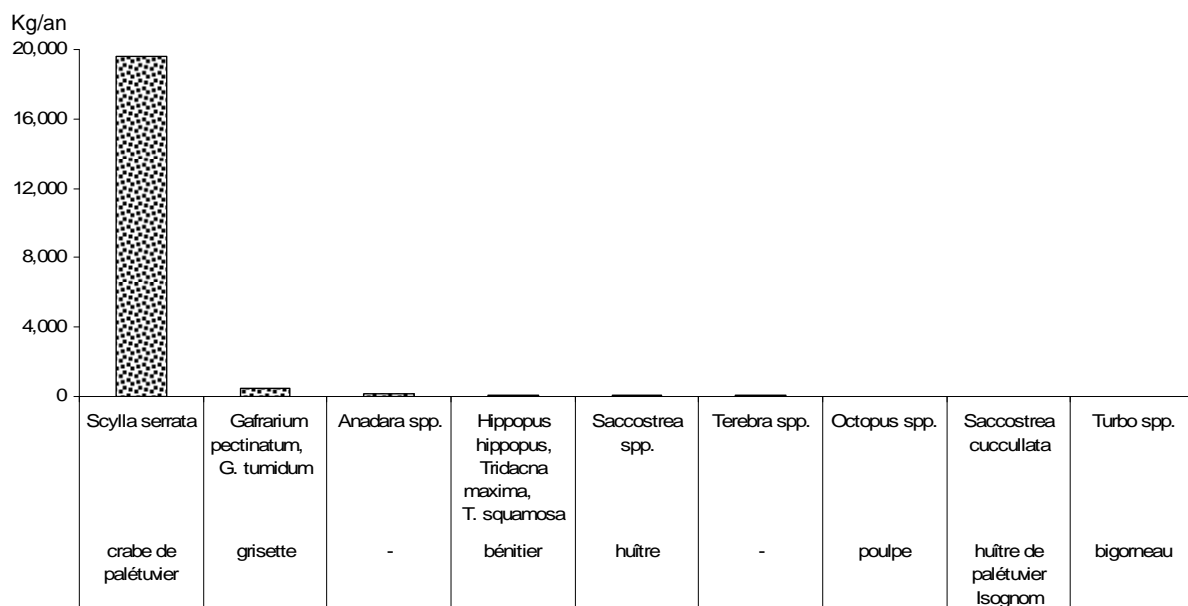 Kg/an
20,000
16,000
12,000
8,000
4,000
0
Scylla serrata
Gafrarium
pectinatum,
G. tumidum
Anadara spp.
Hippopus
hippopus,
Tridacna
maxima,
T. squamosa
Saccostrea
spp.
Terebra spp.
Octopus spp.
Saccostrea
cuccullata
Turbo spp.
crabe de
palétuvier
grisette
-
bénitier
huître
-
poulpe
huître de
palétuvier
Isognom
bigorneau